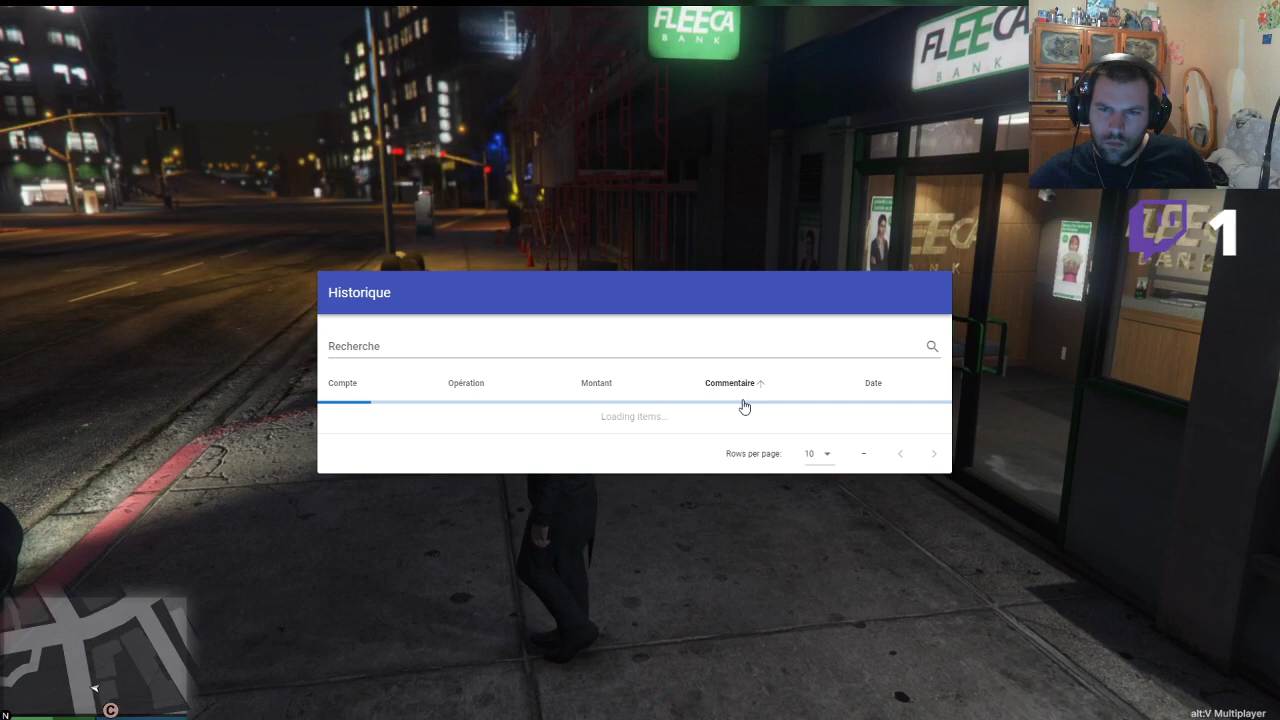 FLEECA
BANK
FLEECA
BANK
Historique
Recherche
Compte Opération Montant Commentaire Date
Loading items...
Rows per page: 10 –
1
N
C
alt:V Multiplayer